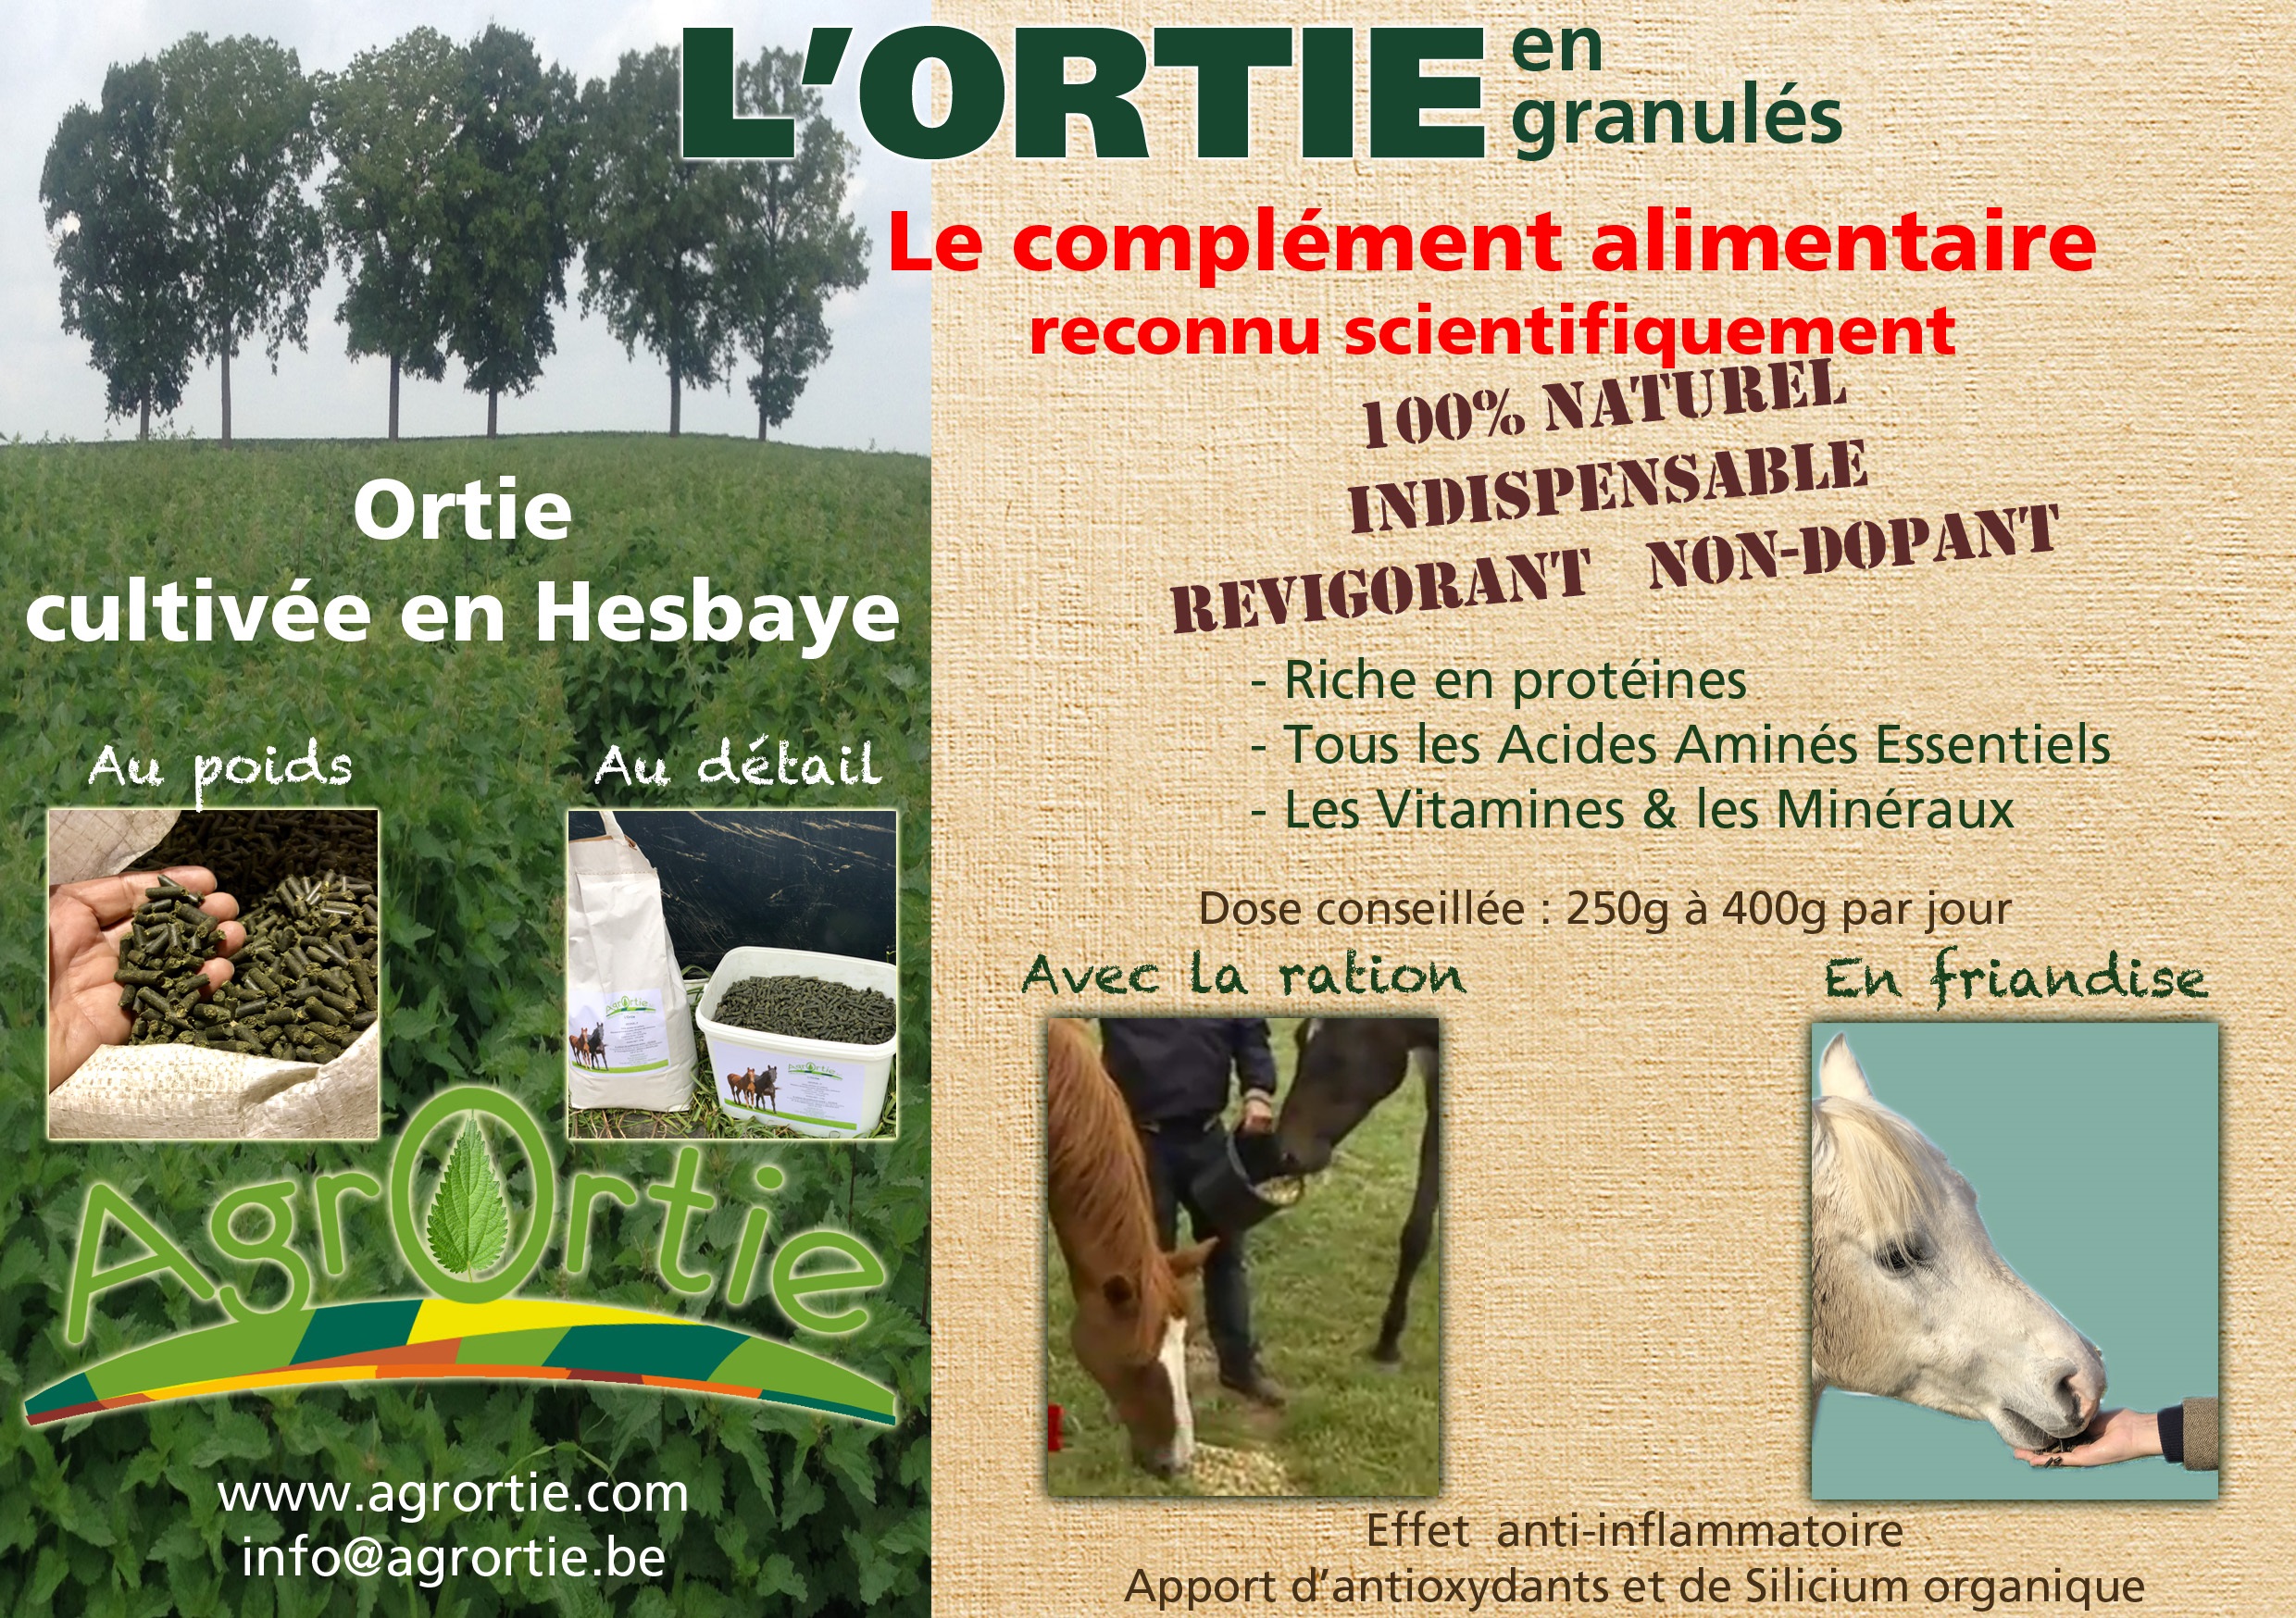 L'ORTIE en granulés
Le complément alimentaire
reconnu scientifiquement
100% NATUREL
INDISPENSABLE
REVIGORANT NON-DOPANT
- Riche en protéines
- Tous les Acides Aminés Essentiels
- Les Vitamines & les Minéraux
Dose conseillée : 250g à 400g par jour
Avec la ration
En friandise
Effet anti-inflammatoire
Apport d'antioxydants et de Silicium organique
Ortie
cultivée en Hesbaye
Au poids
Au détail
AgrOrtie
AgrOrtie
AgrOrtie
www.agrortie.com
info@agrortie.be